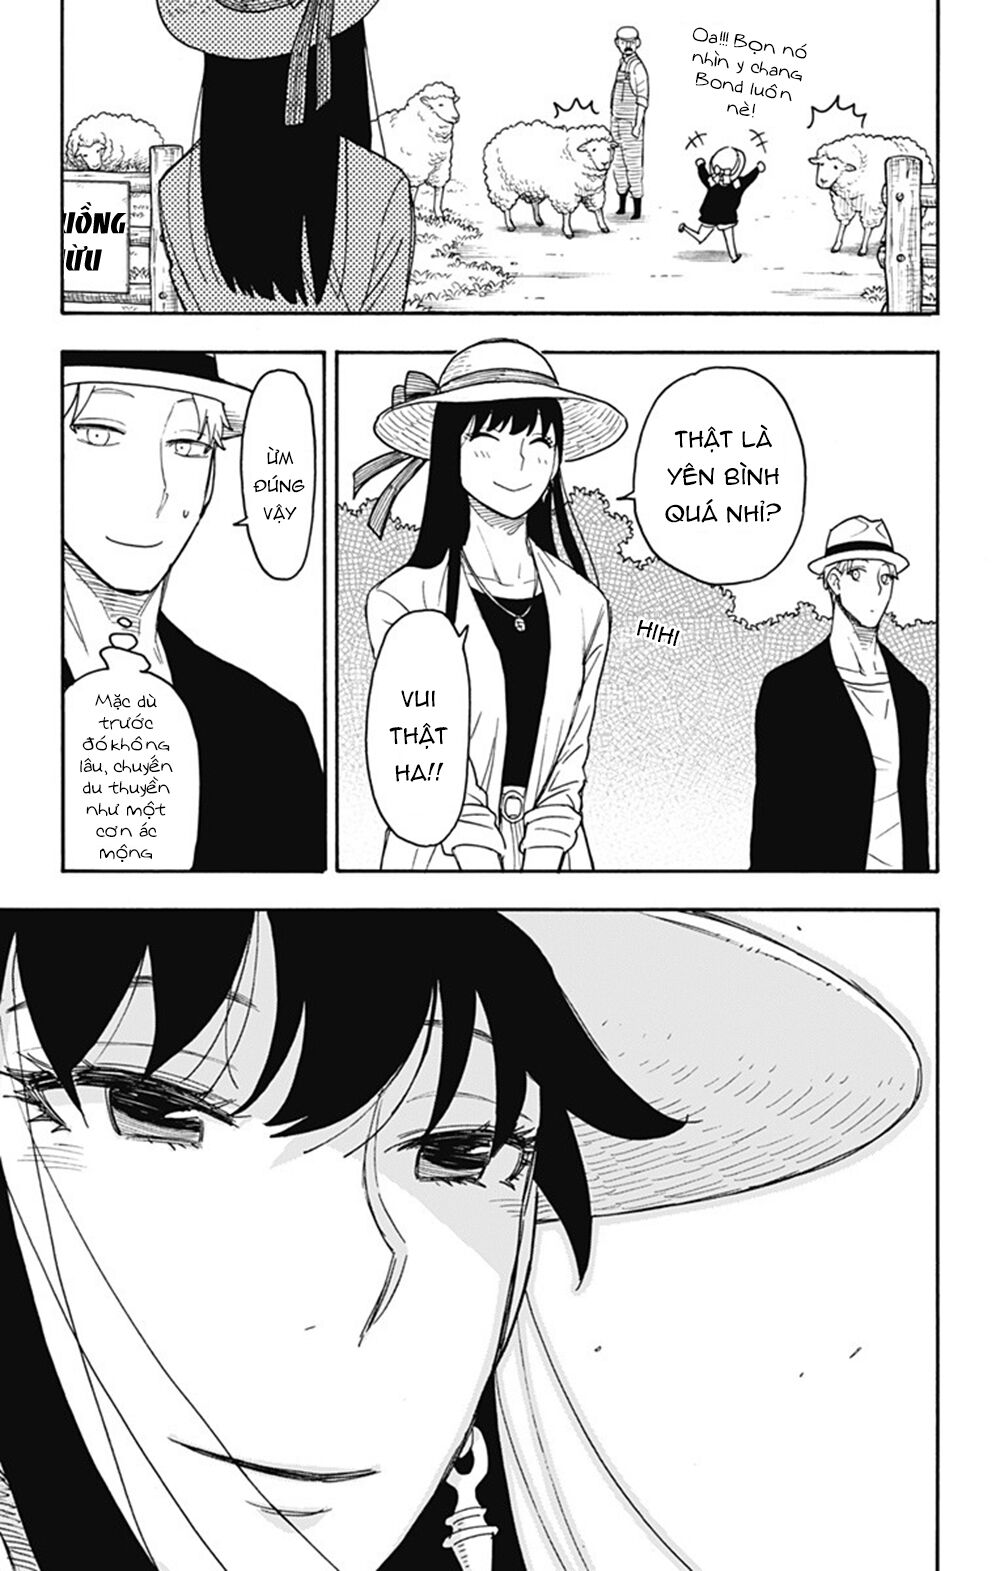 Oa!!! Bọn nó
nhìn y chang
Bond luôn
nè!
UỒNG
ỪU
THẬT LÀ
YÊN BÌNH
QUÁ NHỈ?
HIHI
VUI
THẬT
HA!!
ỪM
ĐÚNG
VẬY
Mặc dù
trước
đó không
lâu, chuyến
du thuyền
như một
cơn ác
mộng